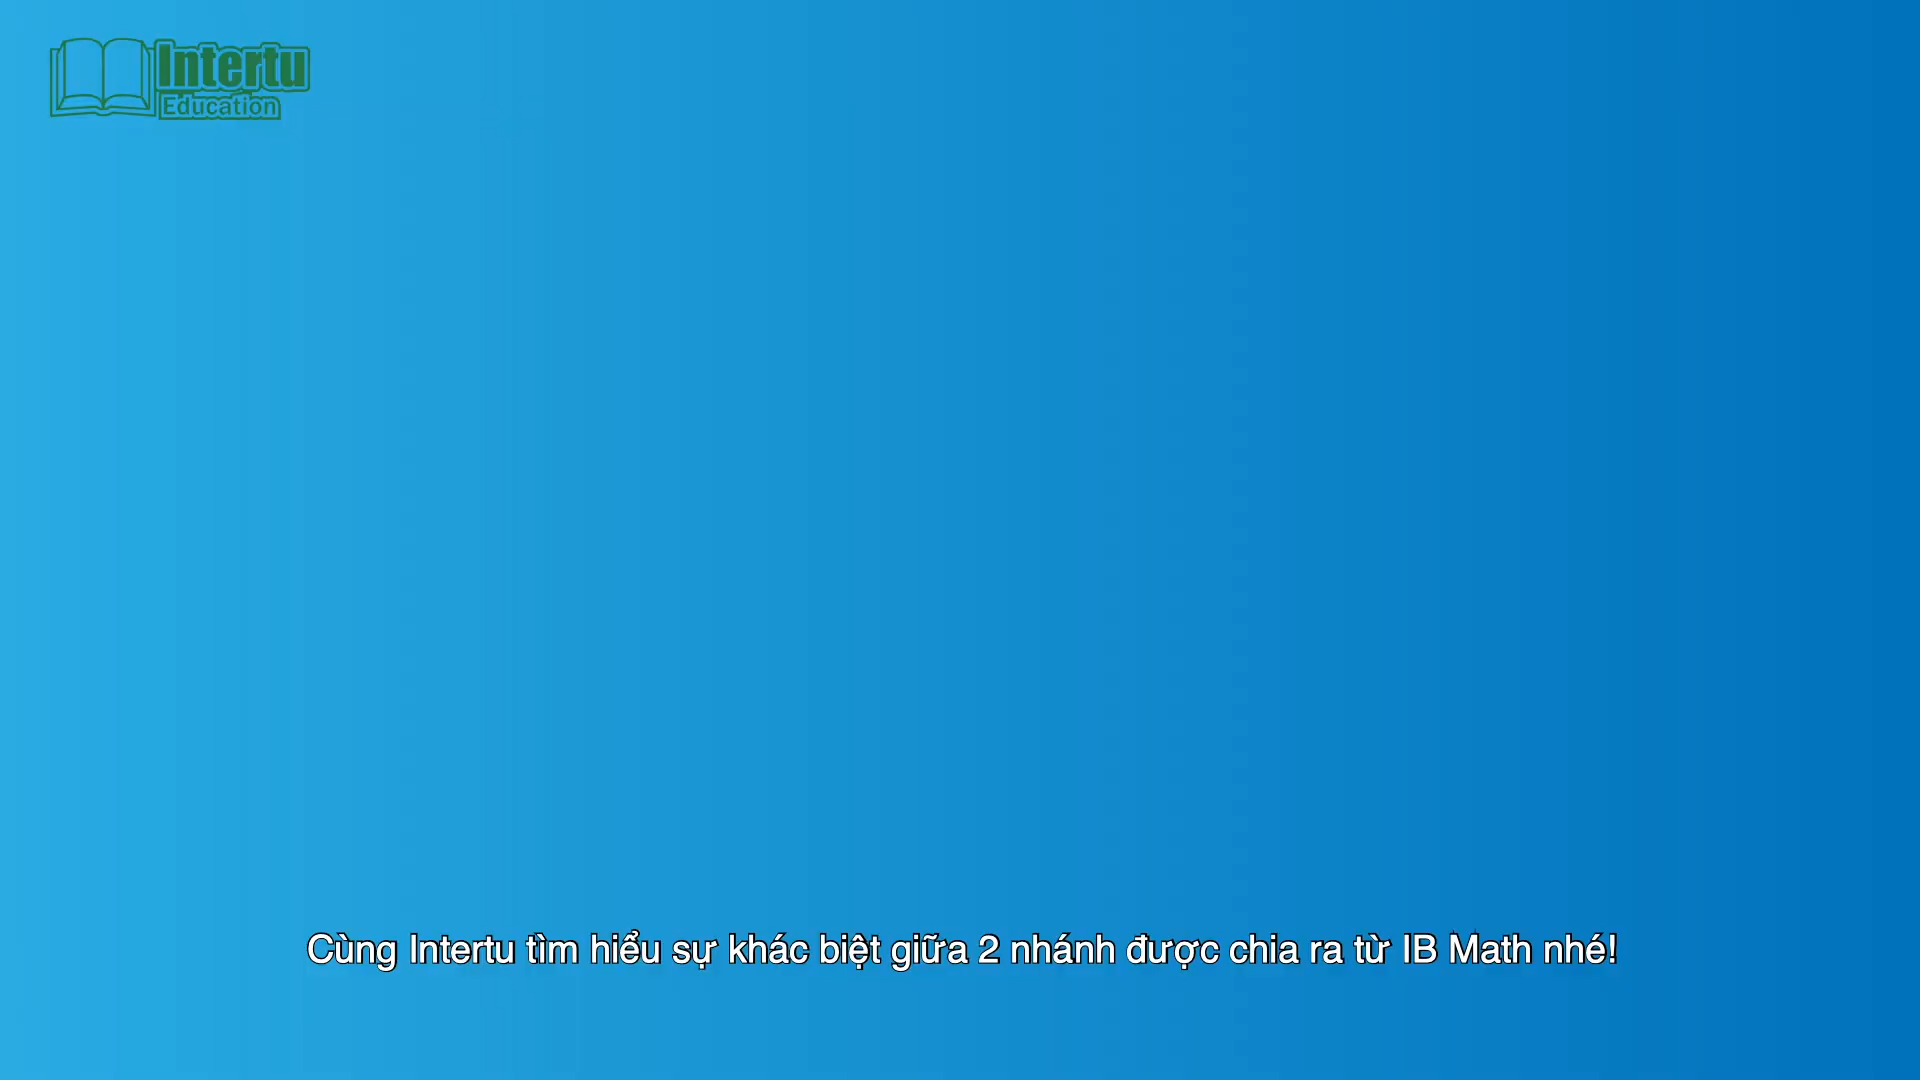 Intertu
Education
Cùng Intertu tìm hiểu sự khác biệt giữa 2 nhánh được chia ra từ IB Math nhé!